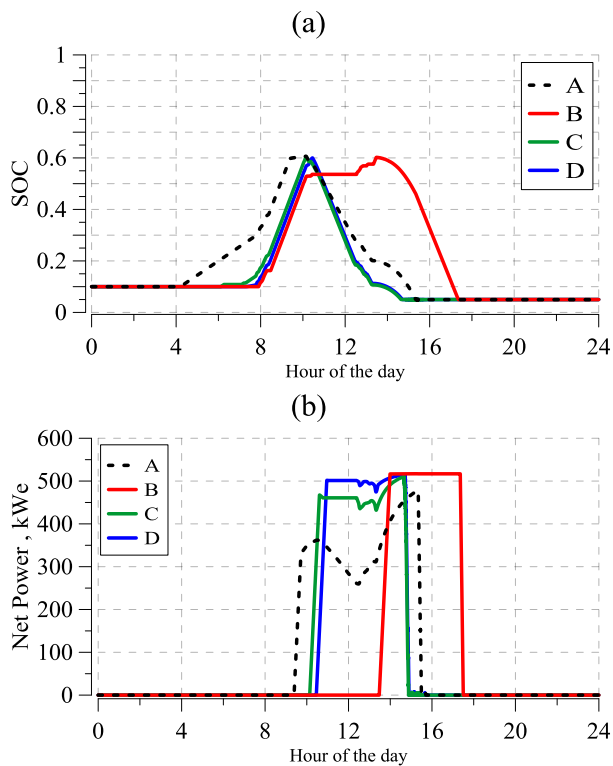 (a)
1
0.8
0.6
0.4
0.2
0
SOC
A
B
C
D
0 4 8 12 16 20 24
Hour of the day
(b)
600
500
400
300
200
100
0
Net Power , kWe
A
B
C
D
0 4 8 12 16 20 24
Hour of the day